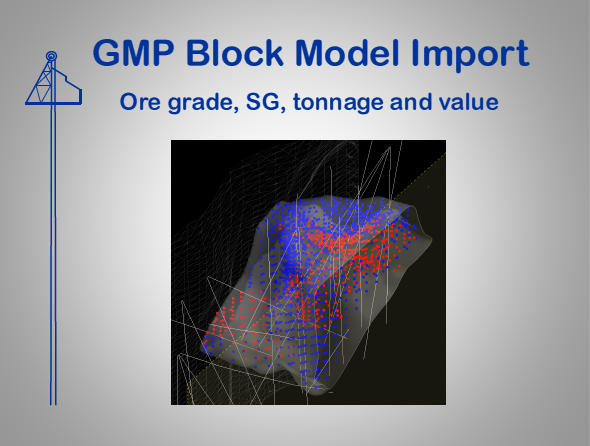 GMP Block Model Import
Ore grade, SG, tonnage and value